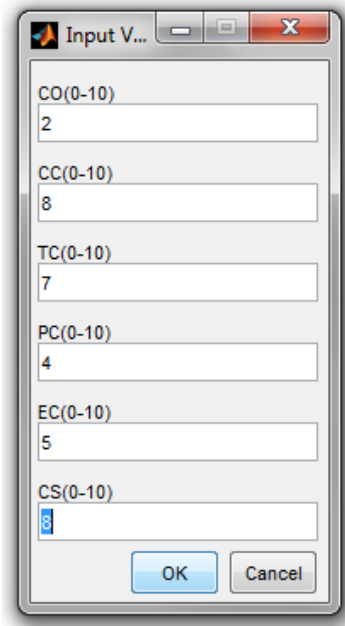 Input V...
CO(0-10)
2
CC(0-10)
8
TC(0-10)
7
PC(0-10)
4
EC(0-10)
5
CS(0-10)
8
OK Cancel